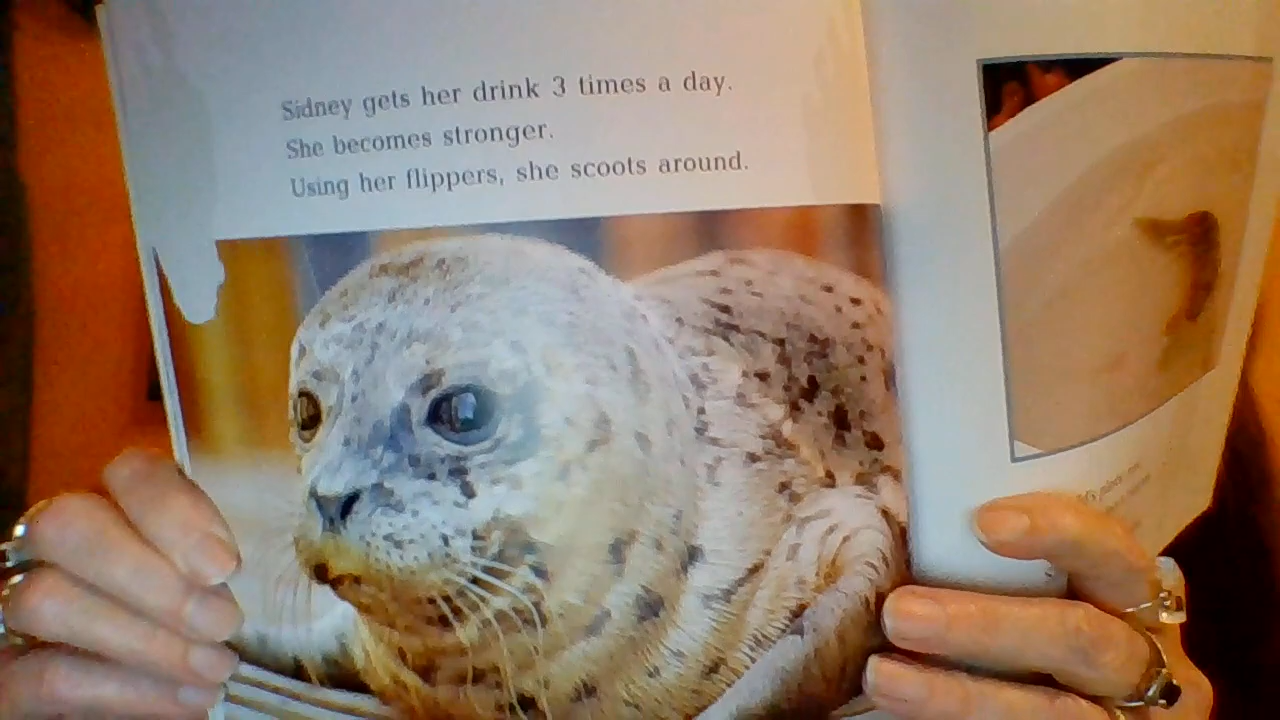 Sidney gets her drink 3 times a day.
She becomes stronger.
Using her flippers, she scoots around.